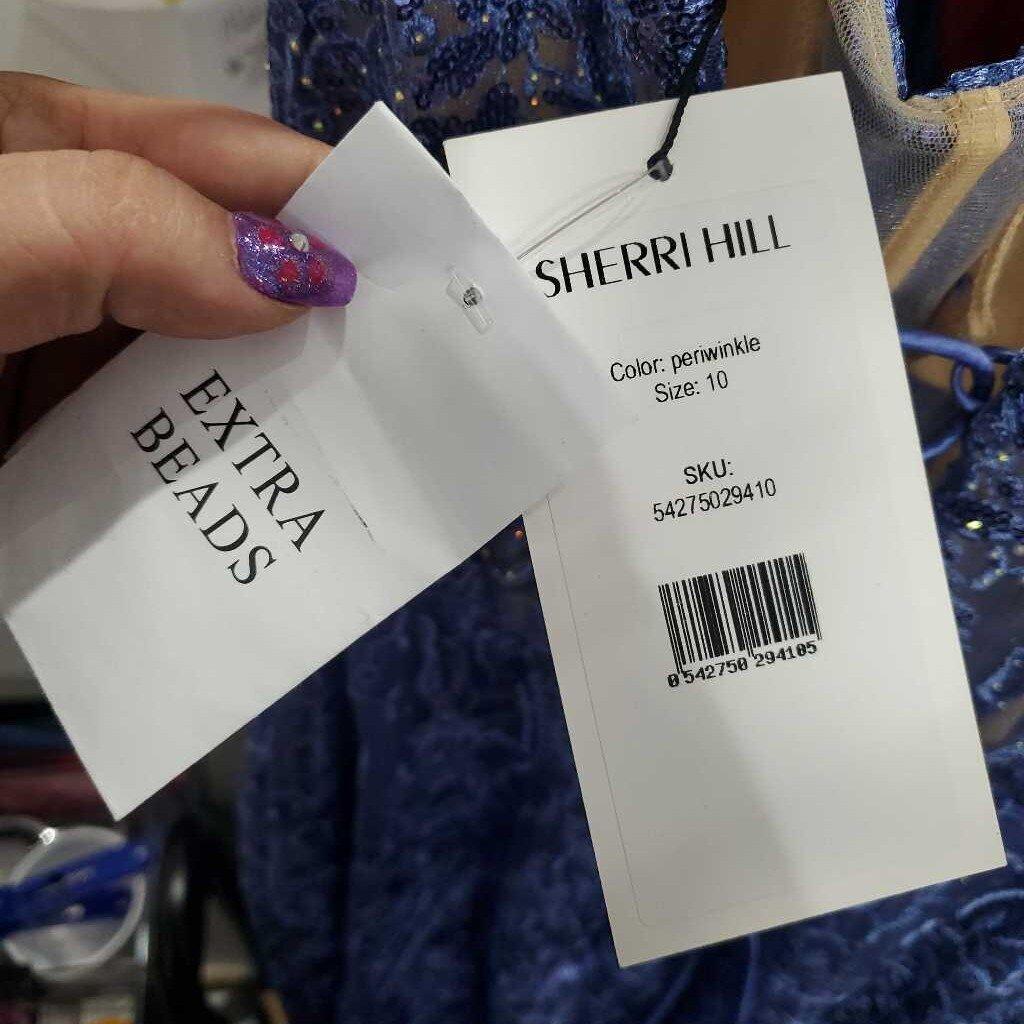 EXTRA
BEADS
SHERRI HILL
Color: periwinkle
Size: 10
SKU:
54275029410
0 542750 294105